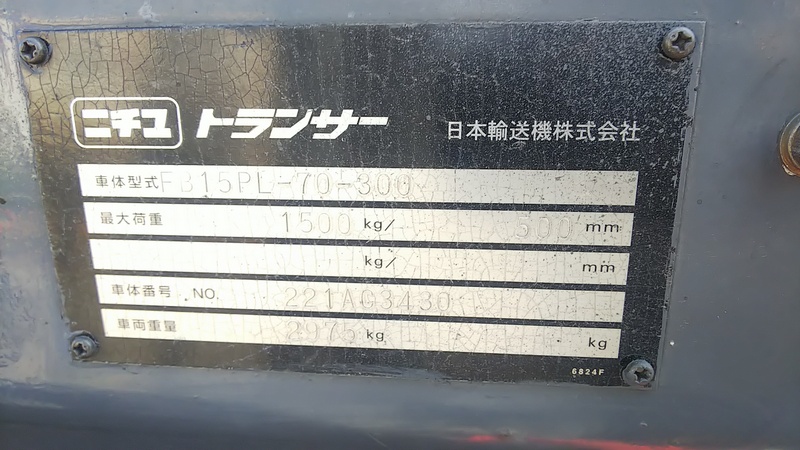 ニチユ トランサー 日本輸送機株式会社
車体型式 FB15PL-70-300
最大荷重 1500 kg/ 500 mm
kg/ mm
車体番号 NO. 221AG3430
車両重量 2975 kg kg
6824F